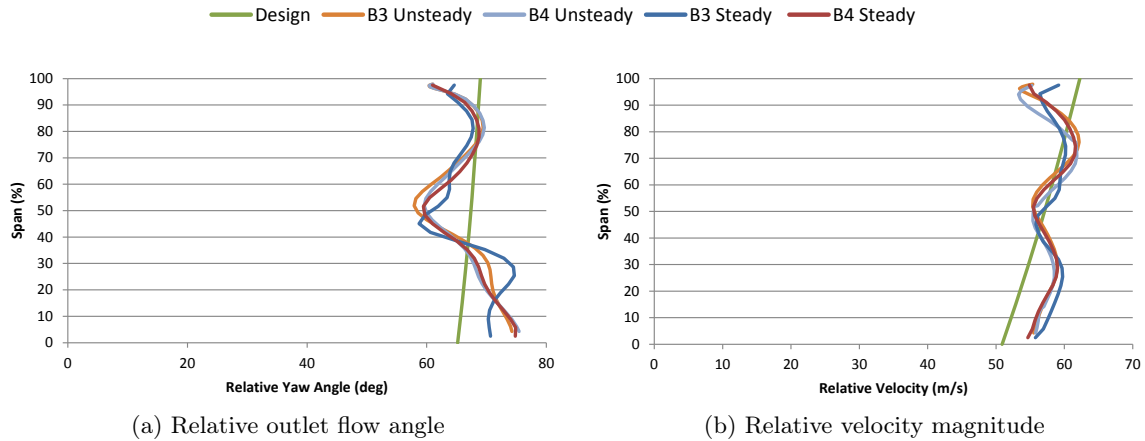 Design B3 Unsteady B4 Unsteady B3 Steady B4 Steady
100
90
80
70
60
50
40
30
20
10
0
Span (%)
0 20 40 60 80
Relative Yaw Angle (deg)
(a) Relative outlet flow angle
100
90
80
70
60
50
40
30
20
10
0
Span (%)
0 10 20 30 40 50 60 70
Relative Velocity (m/s)
(b) Relative velocity magnitude